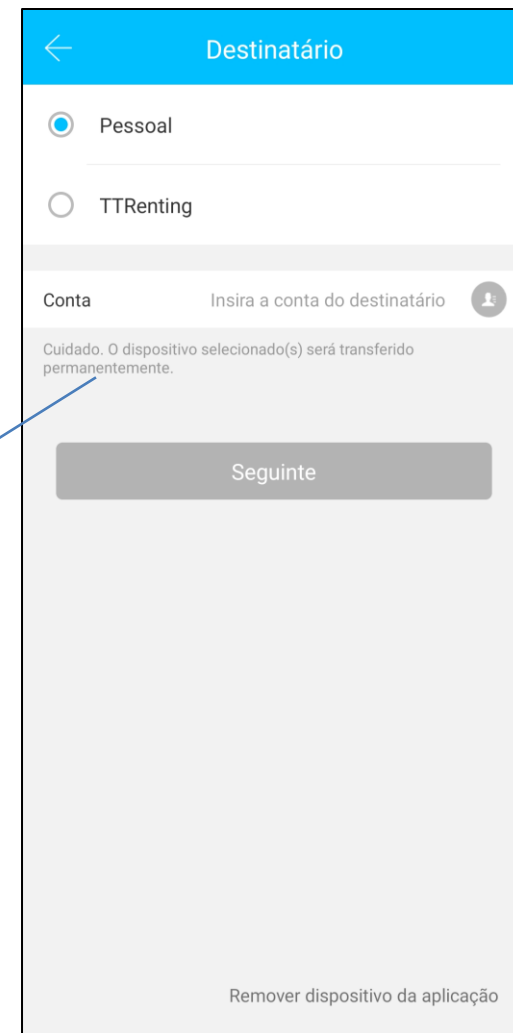 Destinatário
Pessoal
TTRenting
Conta Insira a conta do destinatário
Cuidado. O dispositivo selecionado(s) será transferido
permanentemente.
Seguinte
Remover dispositivo da aplicação